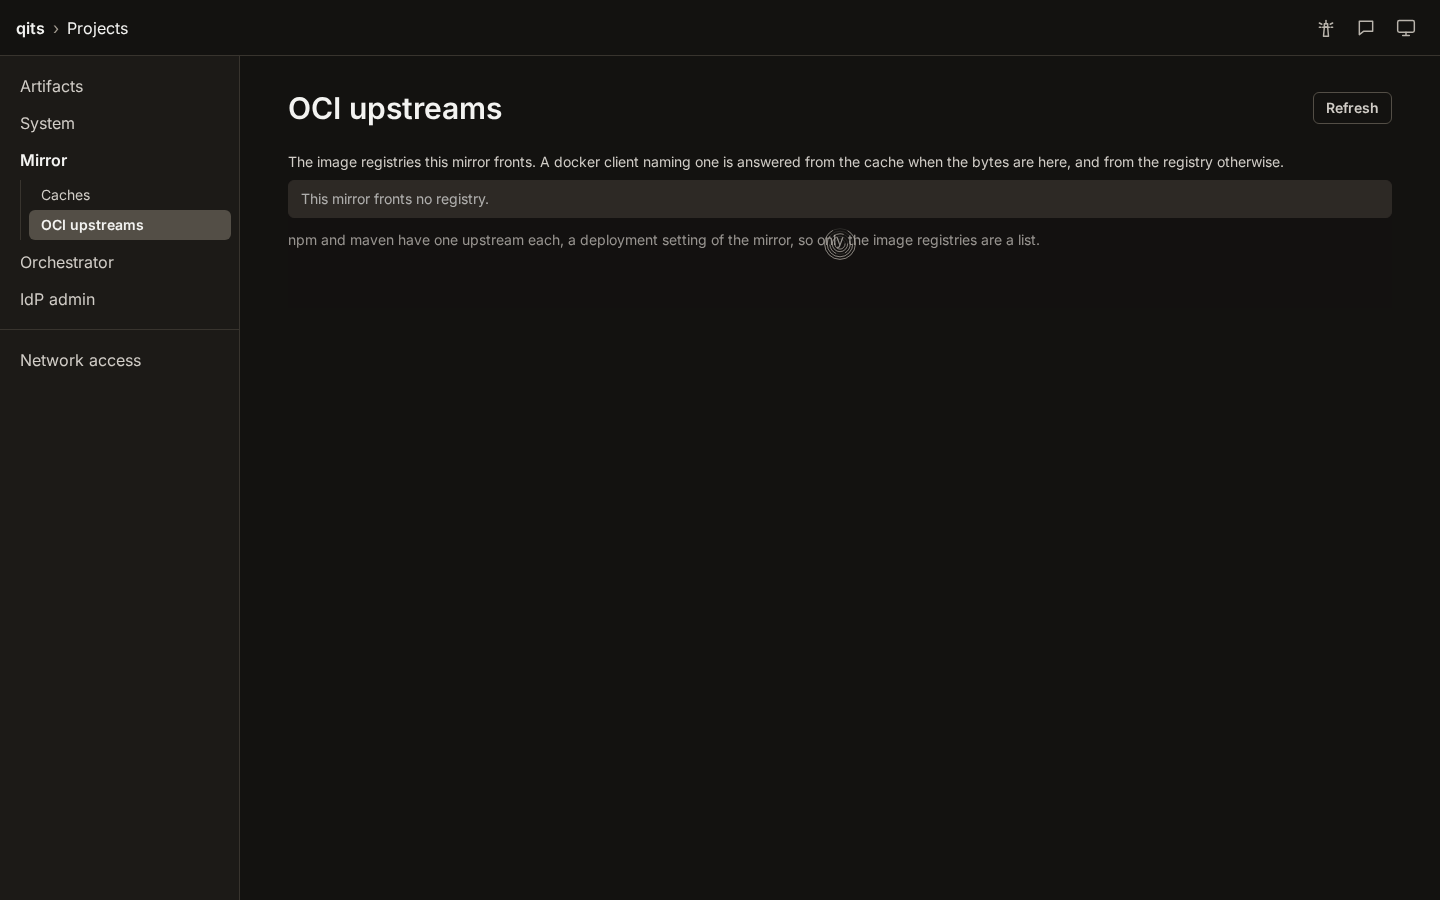 qits › Projects
Artifacts
System
Mirror
Caches
OCI upstreams
Orchestrator
IdP admin
Network access
OCI upstreams
Refresh
The image registries this mirror fronts. A docker client naming one is answered from the cache when the bytes are here, and from the registry otherwise.
This mirror fronts no registry.
npm and maven have one upstream each, a deployment setting of the mirror, so only the image registries are a list.